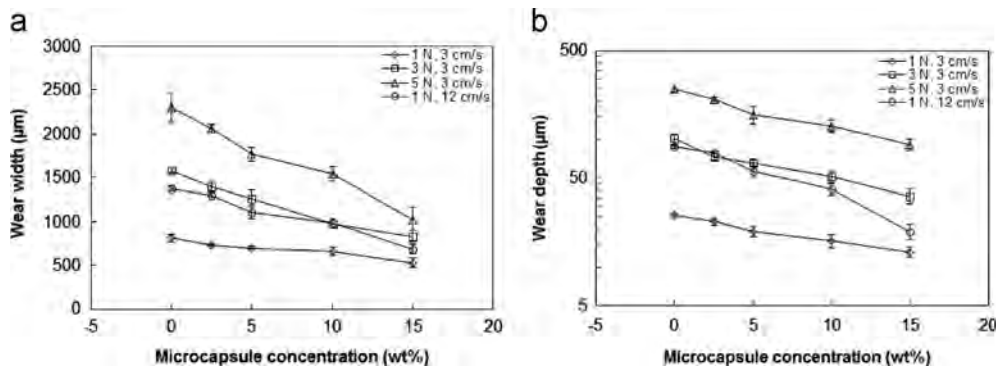 a
3000
2500
2000
1500
1000
500
0
-5
0
5
10
15
20
Wear width (µm)
Microcapsule concentration (wt%)
1 N, 3 cm/s
3 N, 3 cm/s
5 N, 3 cm/s
1 N, 12 cm/s
b
500
50
5
-5
0
5
10
15
20
Wear depth (µm)
Microcapsule concentration (wt%)
1 N. 3 cm/s
3 N. 3 cm/s
5 N. 3 cm/s
1 N. 12 cm/s